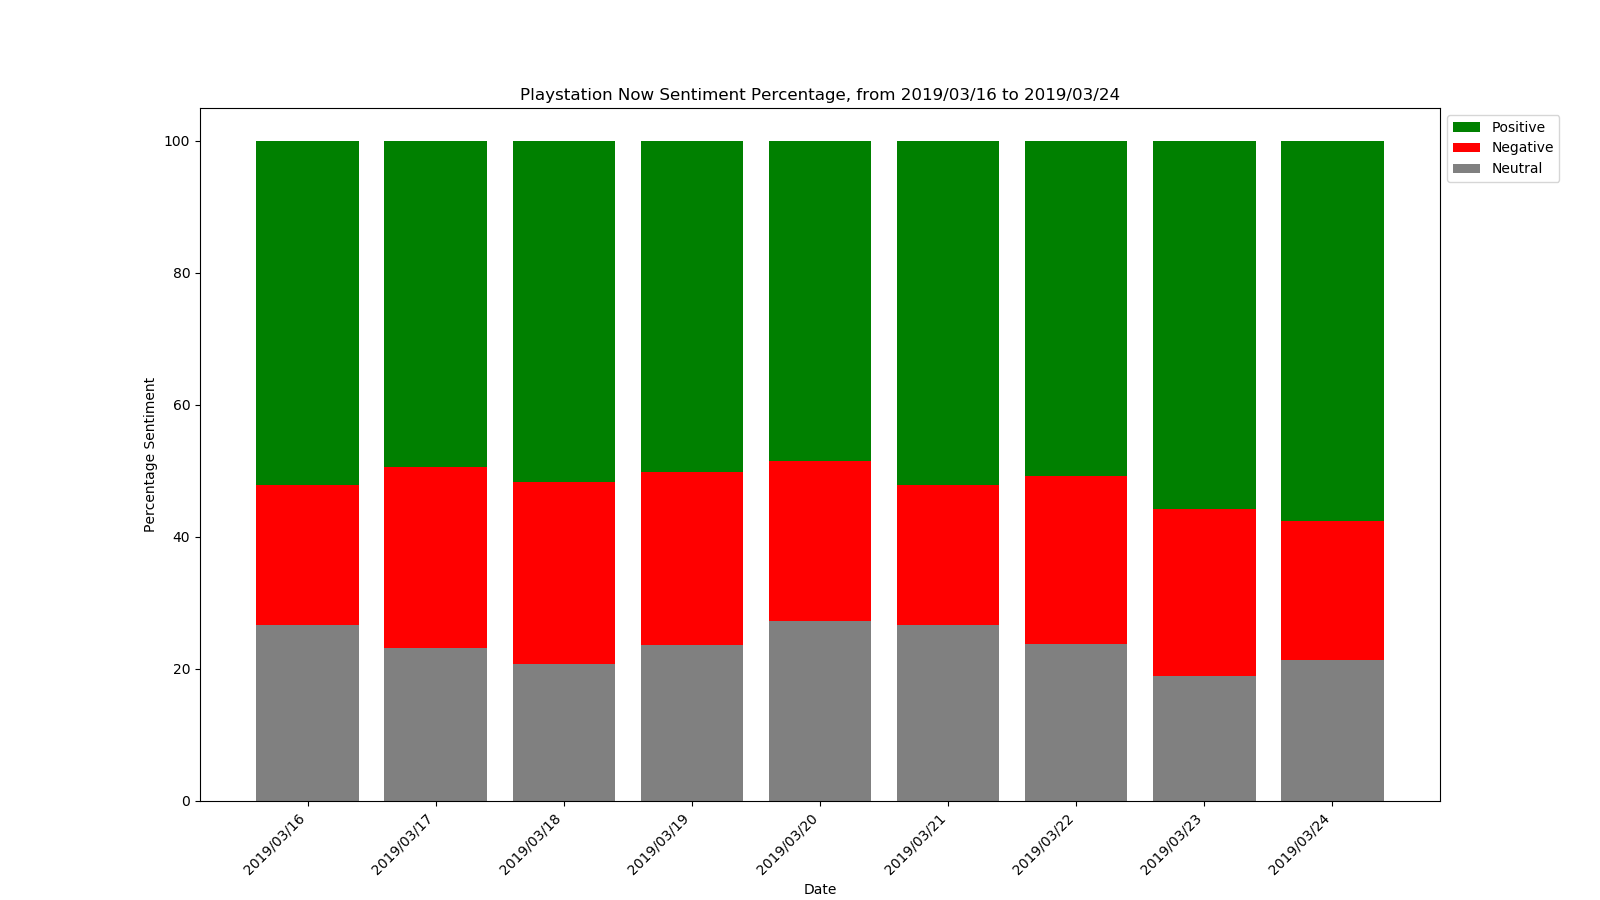 Playstation Now Sentiment Percentage, from 2019/03/16 to 2019/03/24
Positive
Negative
Neutral
Percentage Sentiment
100
80
60
40
20
0
2019/03/16
2019/03/17
2019/03/18
2019/03/19
2019/03/20
2019/03/21
2019/03/22
2019/03/23
2019/03/24
Date